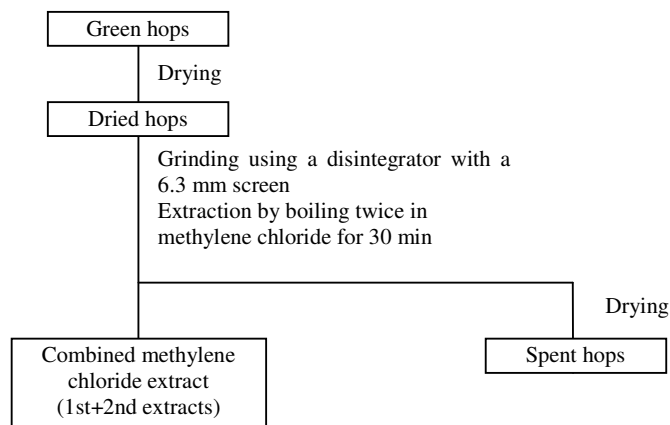 Green hops
Drying
Dried hops
Grinding using a disintegrator with a
6.3 mm screen
Extraction by boiling twice in
methylene chloride for 30 min
Drying
Combined methylene
chloride extract
(1st+2nd extracts)
Spent hops